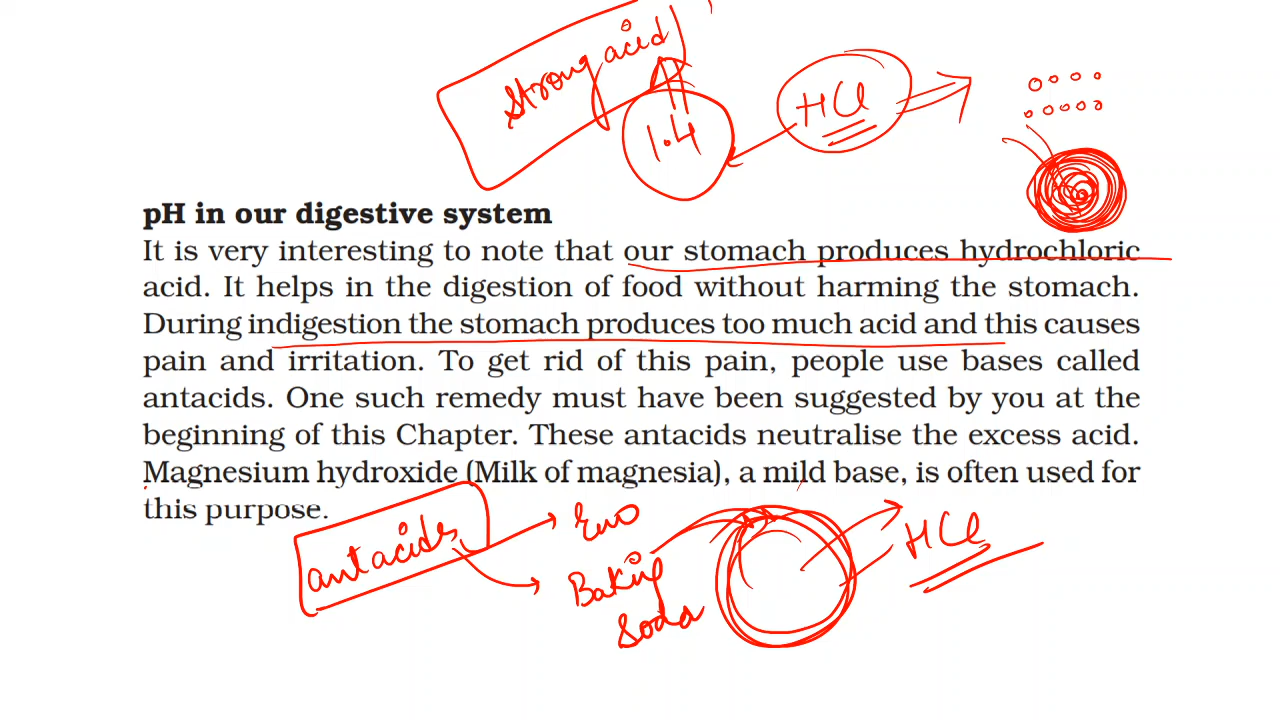 Strong acid
1.4
HCl
pH in our digestive system
It is very interesting to note that our stomach produces hydrochloric
acid. It helps in the digestion of food without harming the stomach.
During indigestion the stomach produces too much acid and this causes
pain and irritation. To get rid of this pain, people use bases called
antacids. One such remedy must have been suggested by you at the
beginning of this Chapter. These antacids neutralise the excess acid.
Magnesium hydroxide (Milk of magnesia), a mild base, is often used for
this purpose.
antacids
Eno
HCl
Baking
Soda